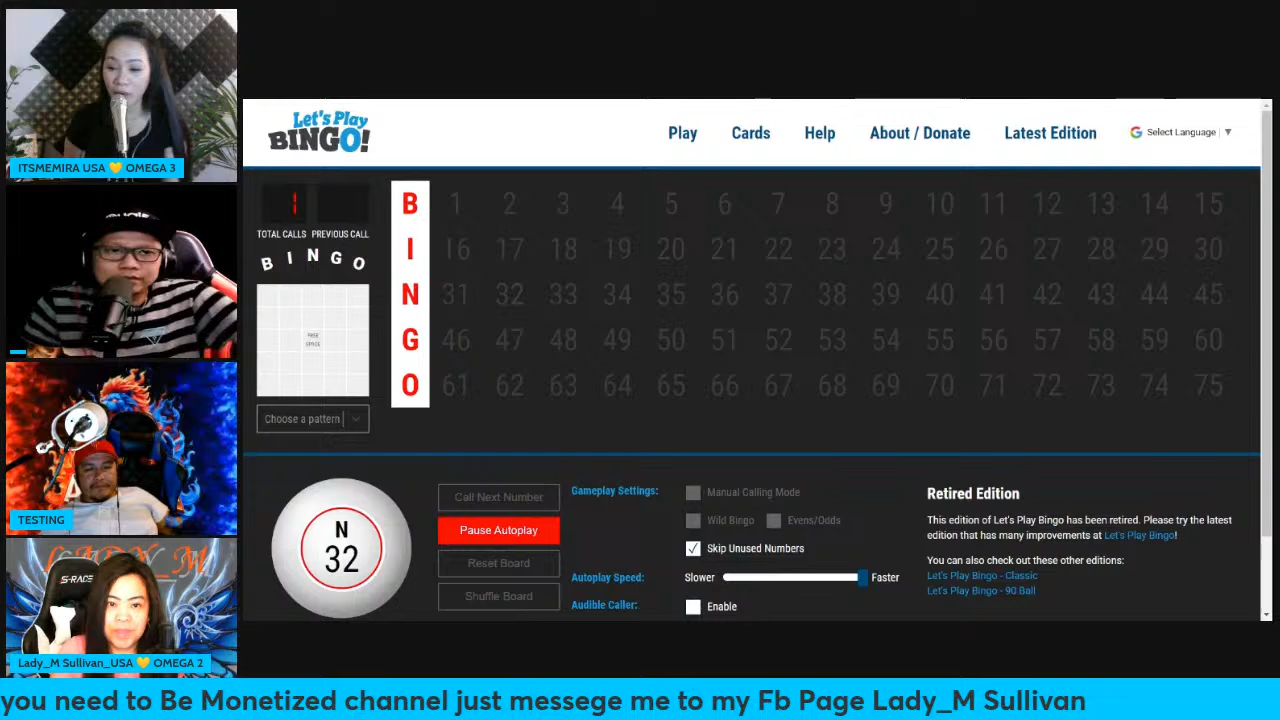 ITSMEMIRA USA 💛 OMEGA 3
TESTING
S-RACE
Lady_M Sullivan_USA 💛 OMEGA 2
Let's Play
BINGO!
Play Cards Help About / Donate Latest Edition Select Language ▼
1
TOTAL CALLS PREVIOUS CALL
B I N G O
FREE
SPACE
Choose a pattern
B 1 2 3 4 5 6 7 8 9 10 11 12 13 14 15
I 16 17 18 19 20 21 22 23 24 25 26 27 28 29 30
N 31 32 33 34 35 36 37 38 39 40 41 42 43 44 45
G 46 47 48 49 50 51 52 53 54 55 56 57 58 59 60
O 61 62 63 64 65 66 67 68 69 70 71 72 73 74 75
N
32
Call Next Number
Pause Autoplay
Reset Board
Shuffle Board
Gameplay Settings:
Manual Calling Mode
Wild Bingo Evens/Odds
Skip Unused Numbers
Autoplay Speed: Slower Faster
Audible Caller: Enable
Retired Edition
This edition of Let's Play Bingo has been retired. Please try the latest
edition that has many improvements at Let's Play Bingo!
You can also check out these other editions:
Let's Play Bingo - Classic
Let's Play Bingo - 90 Ball
you need to Be Monetized channel just messege me to my Fb Page Lady_M Sullivan